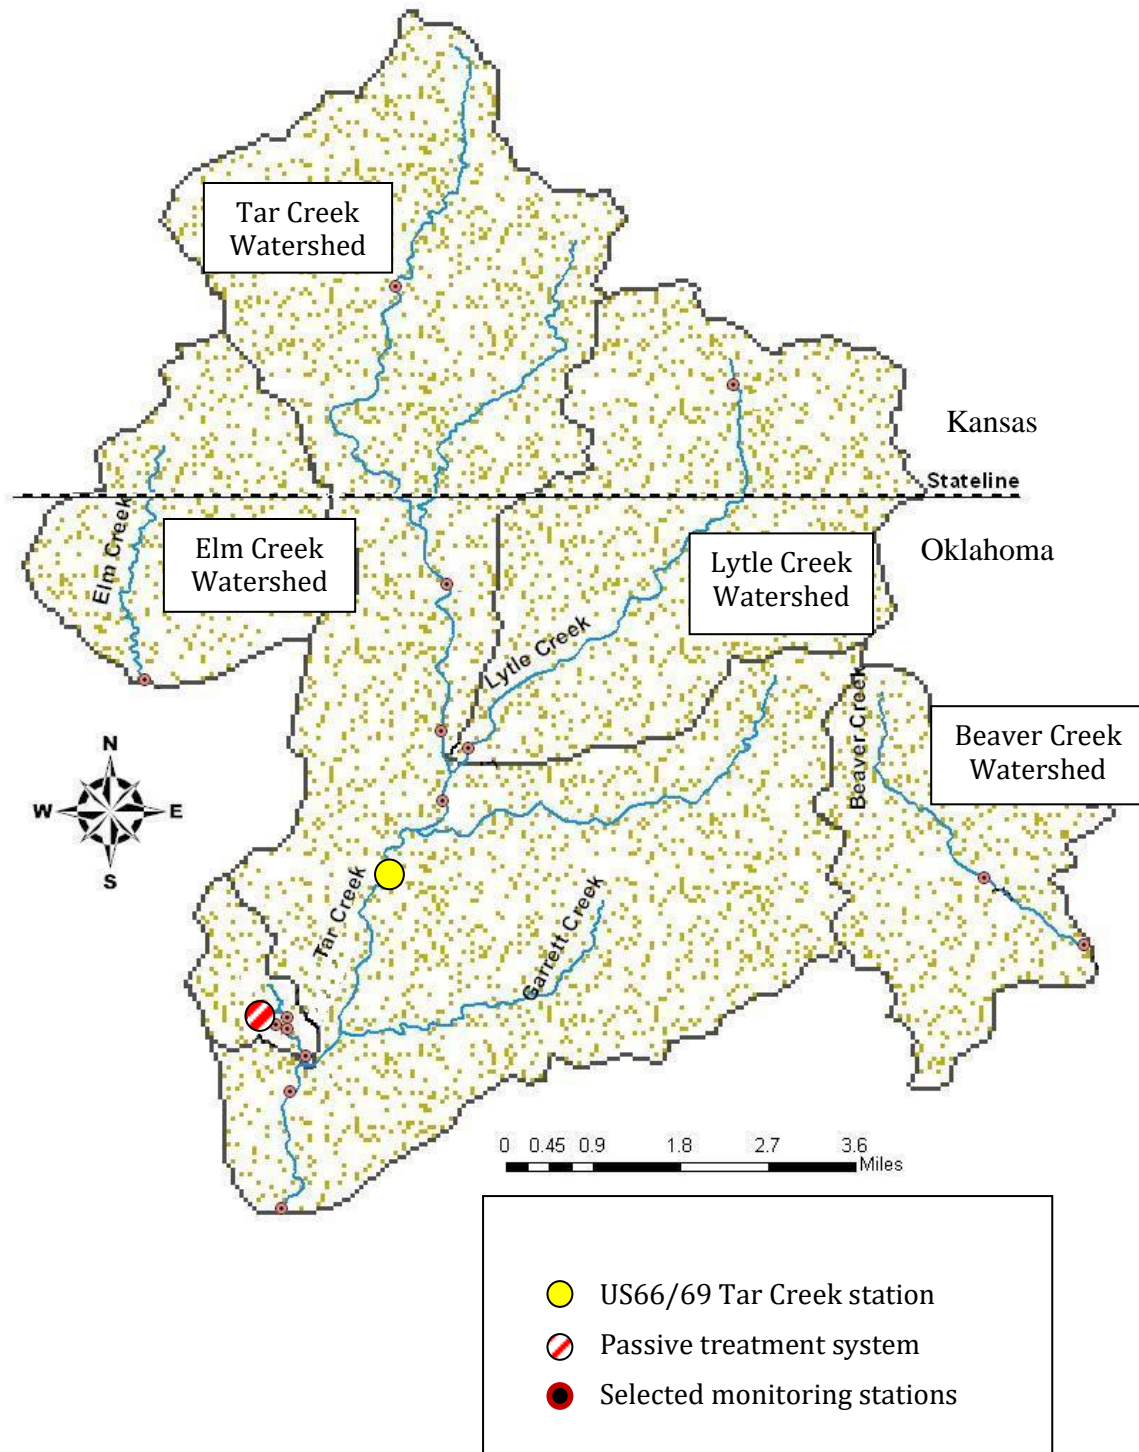 Tar Creek
Watershed
Kansas
Stateline
Oklahoma
Elm Creek
Elm Creek
Watershed
Lytle Creek
Watershed
Lytle Creek
Beaver Creek
Beaver Creek
Watershed
N
W E
S
Tar Creek
Garrett Creek
0 0.45 0.9 1.8 2.7 3.6
Miles
US66/69 Tar Creek station
Passive treatment system
Selected monitoring stations